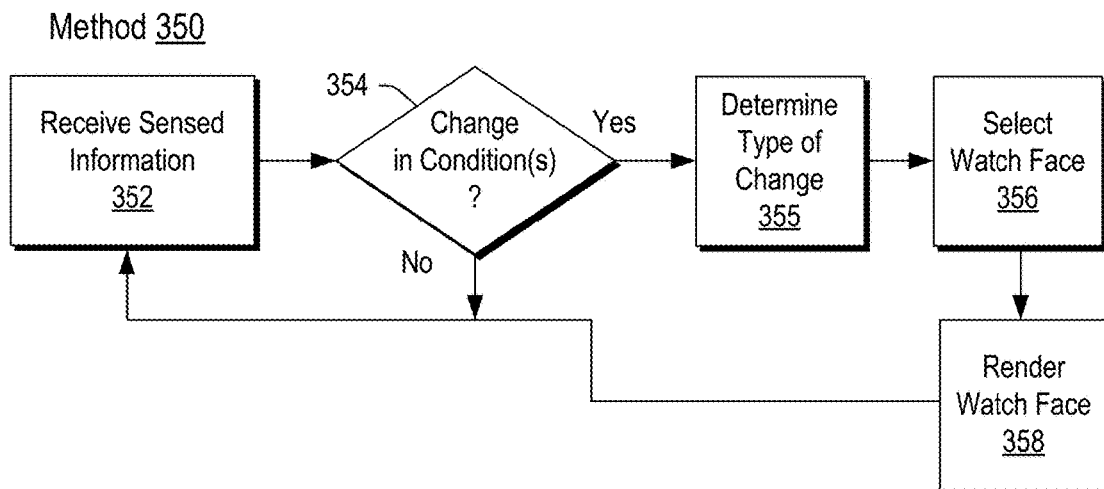 Method 350
Receive Sensed
Information
352
354
Change
in Condition(s)
?
Yes
No
Determine
Type of
Change
355
Select
Watch Face
356
Render
Watch Face
358